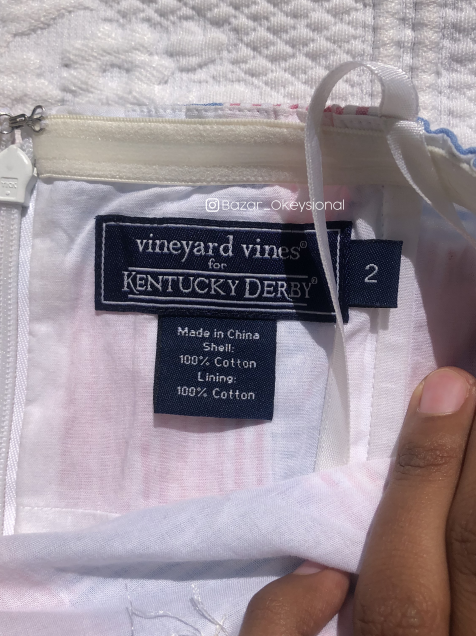 Bazar_Okeysional
vineyard vines®
for
KENTUCKY DERBY®
2
Made in China
Shell:
100% Cotton
Lining:
100% Cotton